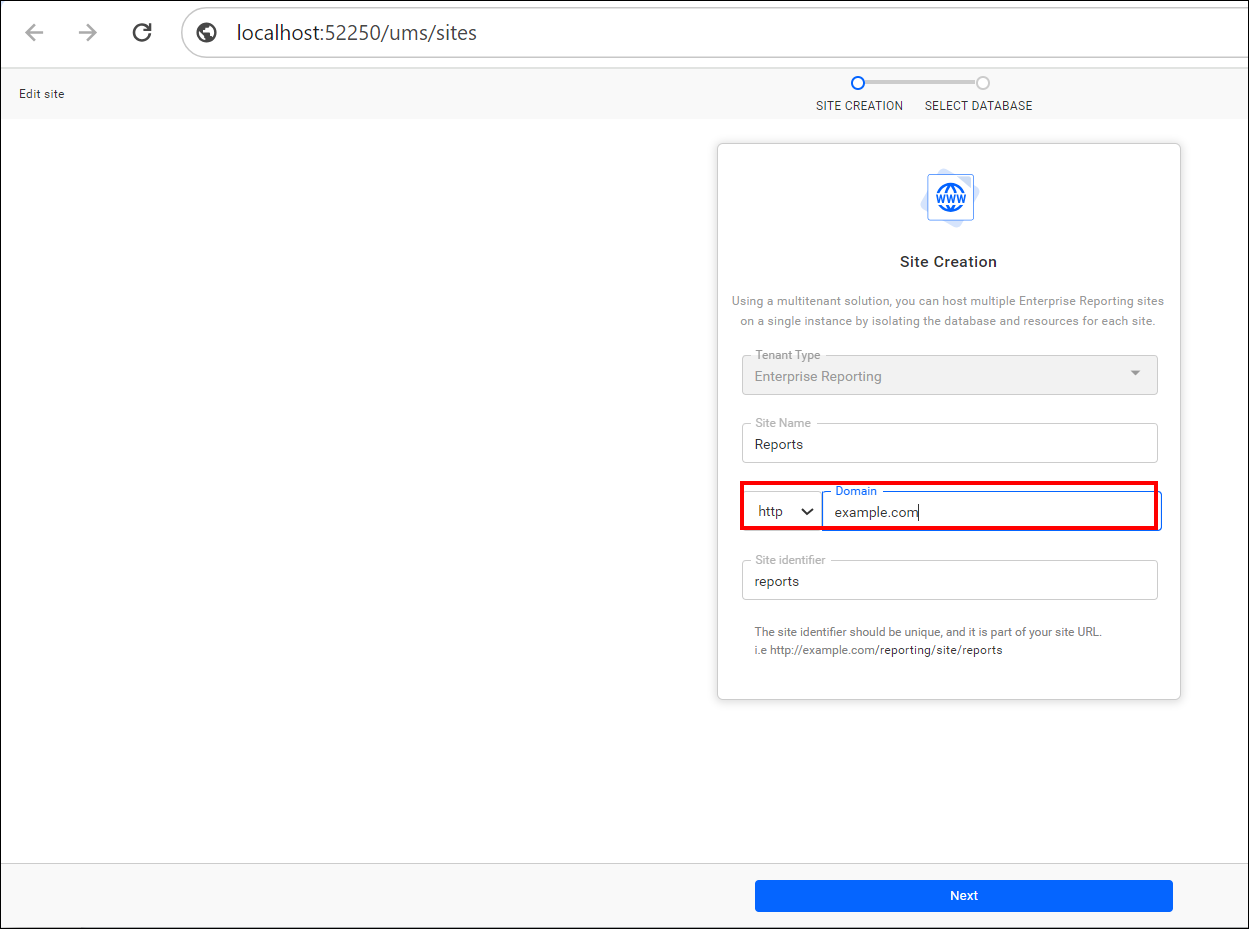 localhost:52250/ums/sites
Edit site
SITE CREATION SELECT DATABASE
WWW
Site Creation
Using a multitenant solution, you can host multiple Enterprise Reporting sites
on a single instance by isolating the database and resources for each site.
Tenant Type
Enterprise Reporting
Site Name
Reports
Domain
http example.com
Site identifier
reports
The site identifier should be unique, and it is part of your site URL.
i.e http://example.com/reporting/site/reports
Next